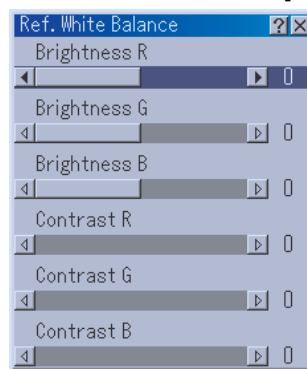 Ref. White Balance ? ×
Brightness R
0
Brightness G
0
Brightness B
0
Contrast R
0
Contrast G
0
Contrast B
0